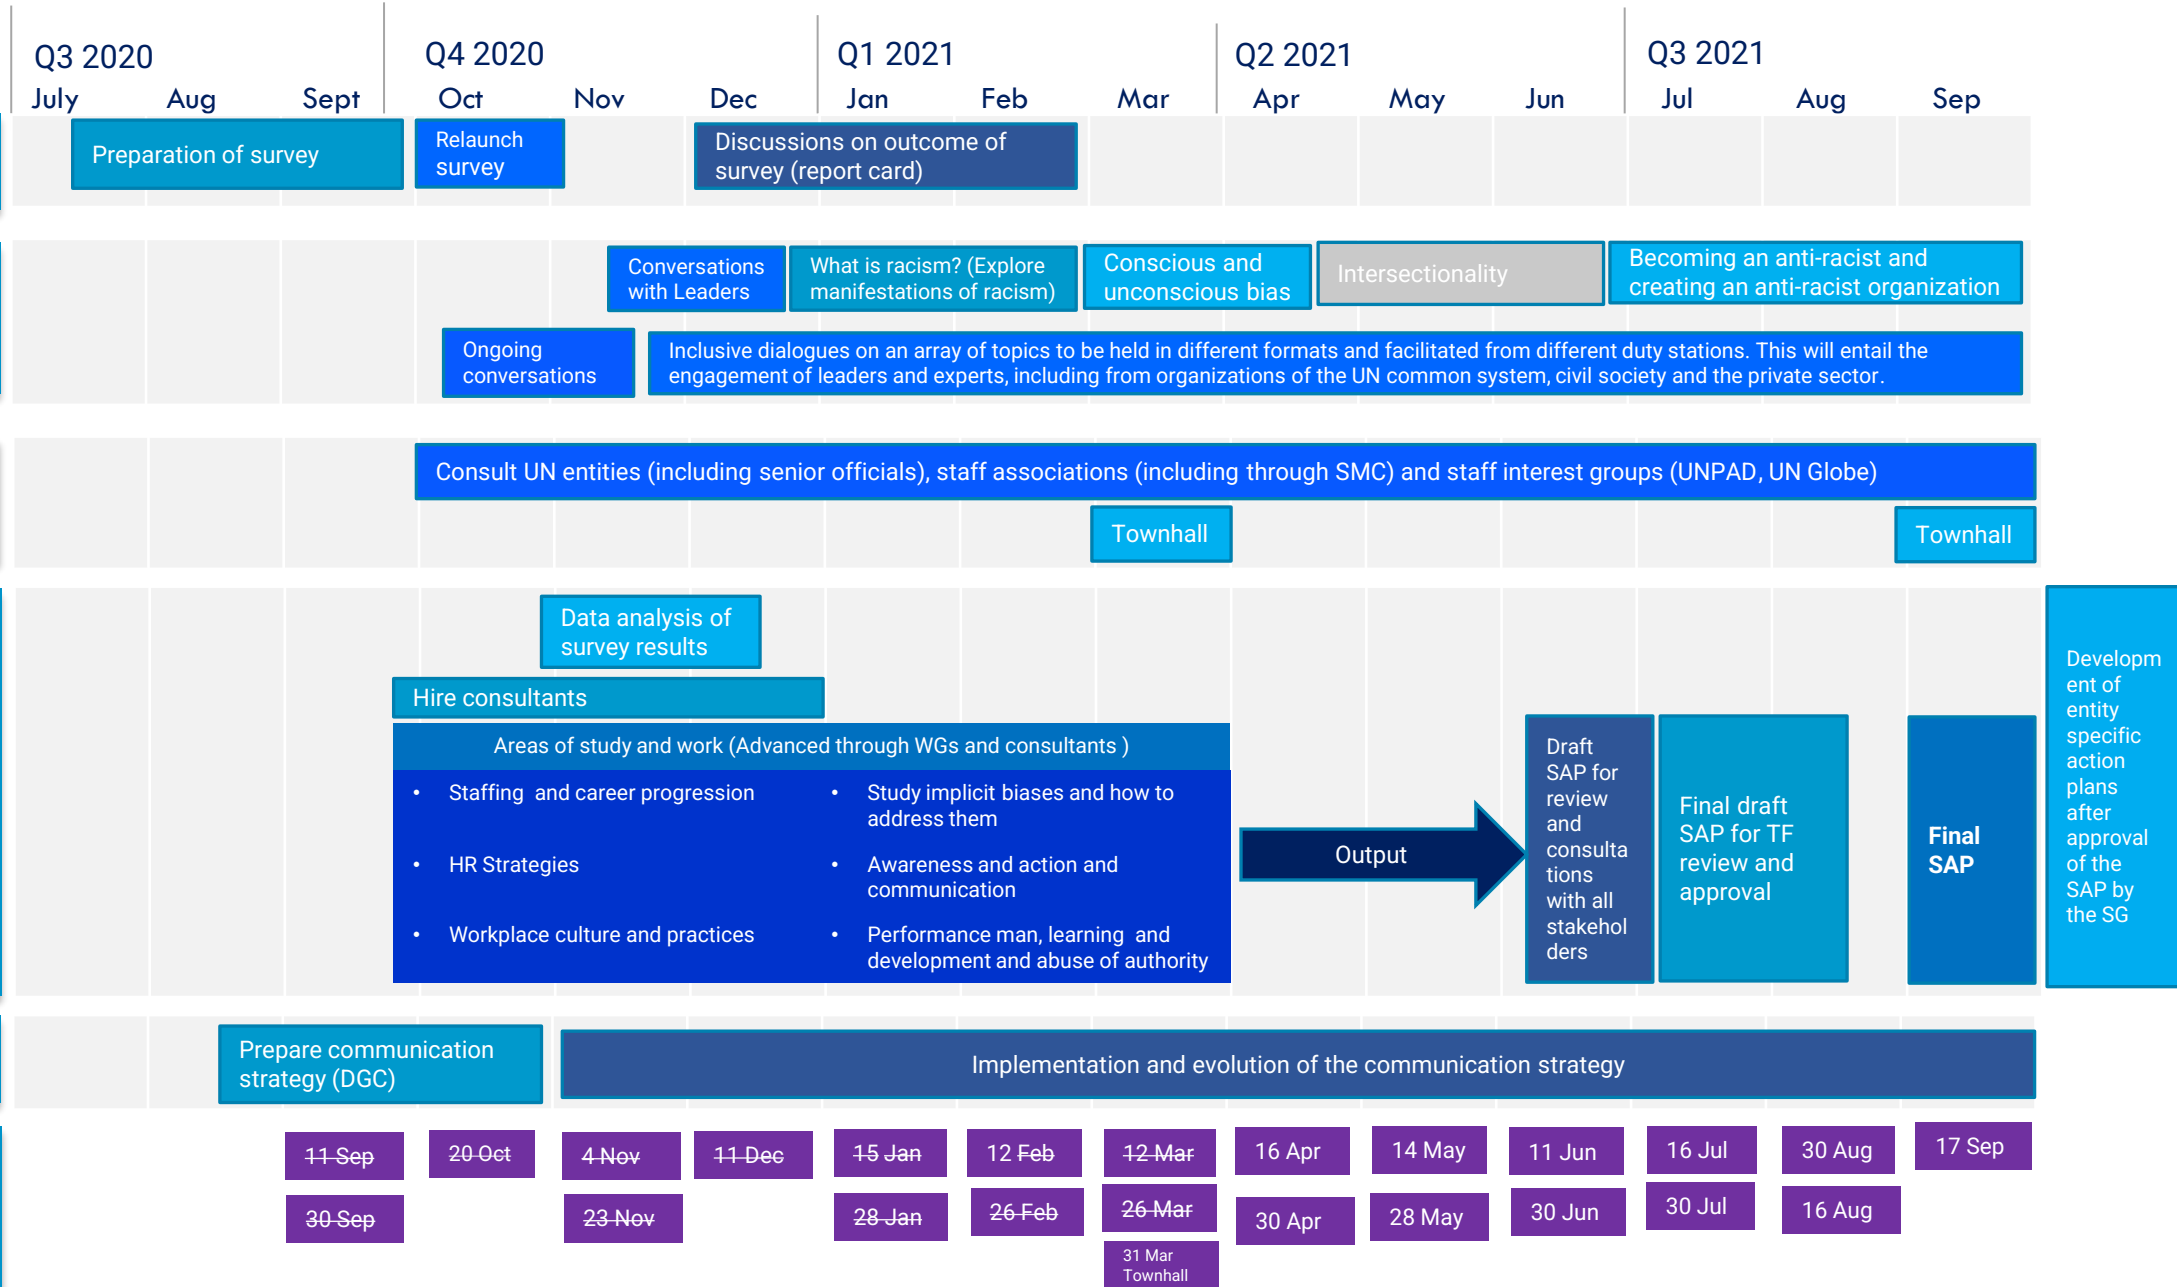 Q3 2020
Q4 2020
Q1 2021
Q2 2021
Q3 2021
July Aug Sept Oct Nov Dec Jan Feb Mar Apr May Jun Jul Aug Sep
Preparation of survey
Relaunch
survey
Discussions on outcome of
survey (report card)
Conversations
with Leaders
What is racism? (Explore
manifestations of racism)
Conscious and
unconscious bias
Intersectionality
Becoming an anti-racist and
creating an anti-racist organization
Ongoing
conversations
Inclusive dialogues on an array of topics to be held in different formats and facilitated from different duty stations. This will entail the
engagement of leaders and experts, including from organizations of the UN common system, civil society and the private sector.
Consult UN entities (including senior officials), staff associations (including through SMC) and staff interest groups (UNPAD, UN Globe)
Townhall
Townhall
Data analysis of
survey results
Hire consultants
Areas of study and work (Advanced through WGs and consultants )
• Staffing and career progression
• HR Strategies
• Workplace culture and practices
• Study implicit biases and how to
address them
• Awareness and action and
communication
• Performance man, learning and
development and abuse of authority
Output
Draft
SAP for
review
and
consulta
tions
with all
stakehol
ders
Final draft
SAP for TF
review and
approval
Final
SAP
Developm
ent of
entity
specific
action
plans
after
approval
of the
SAP by
the SG
Prepare communication
strategy (DGC)
Implementation and evolution of the communication strategy
11 Sep
20 Oct
4 Nov
11 Dec
15 Jan
12 Feb
12 Mar
16 Apr
14 May
11 Jun
16 Jul
30 Aug
17 Sep
30 Sep
23 Nov
28 Jan
26 Feb
26 Mar
30 Apr
28 May
30 Jun
30 Jul
16 Aug
31 Mar
Townhall